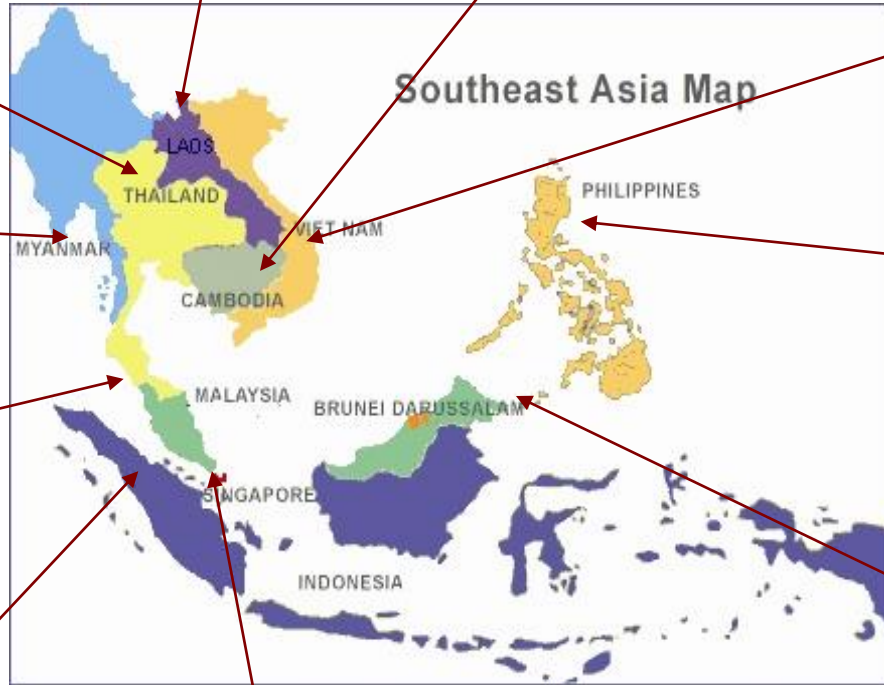 Southeast Asia Map
LAOS
THAILAND
PHILIPPINES
VIET NAM
MYANMAR
CAMBODIA
MALAYSIA
BRUNEI DARUSSALAM
SINGAPORE
INDONESIA